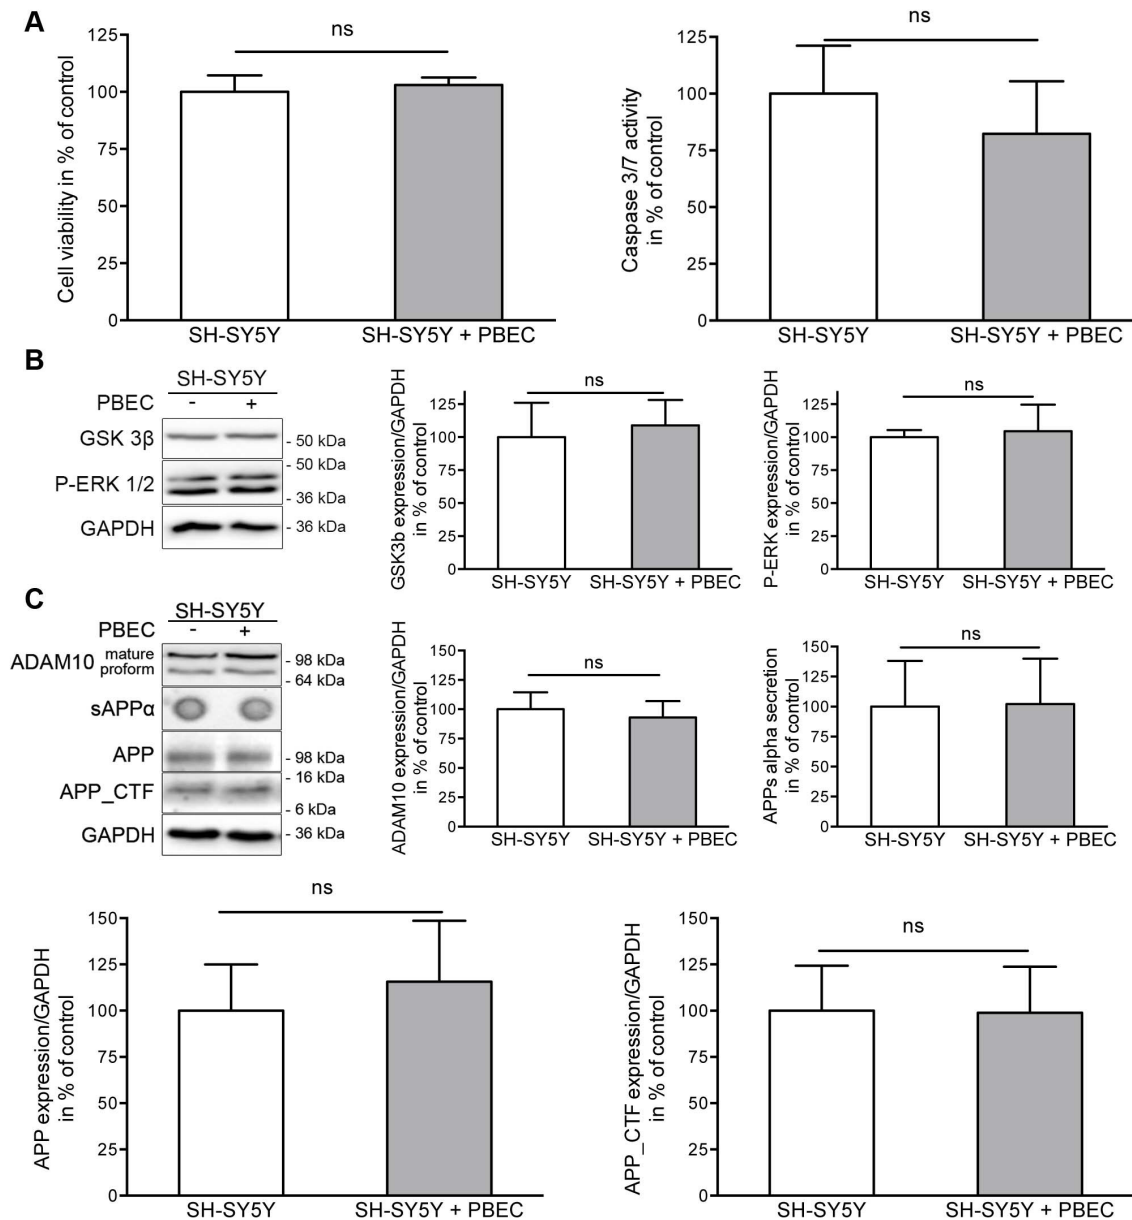 A
Cell viability in % of control
125
100
75
50
25
0
ns
SH-SY5Y
SH-SY5Y + PBEC
Caspase 3/7 activity
in % of control
125
100
75
50
25
0
ns
SH-SY5Y
SH-SY5Y + PBEC
B
SH-SY5Y
PBEC - +
GSK 3β
- 50 kDa
- 50 kDa
P-ERK 1/2
- 36 kDa
GAPDH
- 36 kDa
GSK3b expression/GAPDH
in % of control
125
100
75
50
25
0
ns
SH-SY5Y
SH-SY5Y + PBEC
P-ERK expression/GAPDH
in % of control
125
100
75
50
25
0
ns
SH-SY5Y
SH-SY5Y + PBEC
C
SH-SY5Y
PBEC - +
ADAM10 mature
proform
- 98 kDa
- 64 kDa
sAPPα
APP
- 98 kDa
- 16 kDa
APP_CTF
- 6 kDa
GAPDH
- 36 kDa
ADAM10 expression/GAPDH
in % of control
150
125
100
75
50
25
0
ns
SH-SY5Y
SH-SY5Y + PBEC
APPs alpha secretion
in % of control
150
125
100
75
50
25
0
ns
SH-SY5Y
SH-SY5Y + PBEC
APP expression/GAPDH
in % of control
150
125
100
75
50
25
0
ns
SH-SY5Y
SH-SY5Y + PBEC
APP_CTF expression/GAPDH
in % of control
150
125
100
75
50
25
0
ns
SH-SY5Y
SH-SY5Y + PBEC